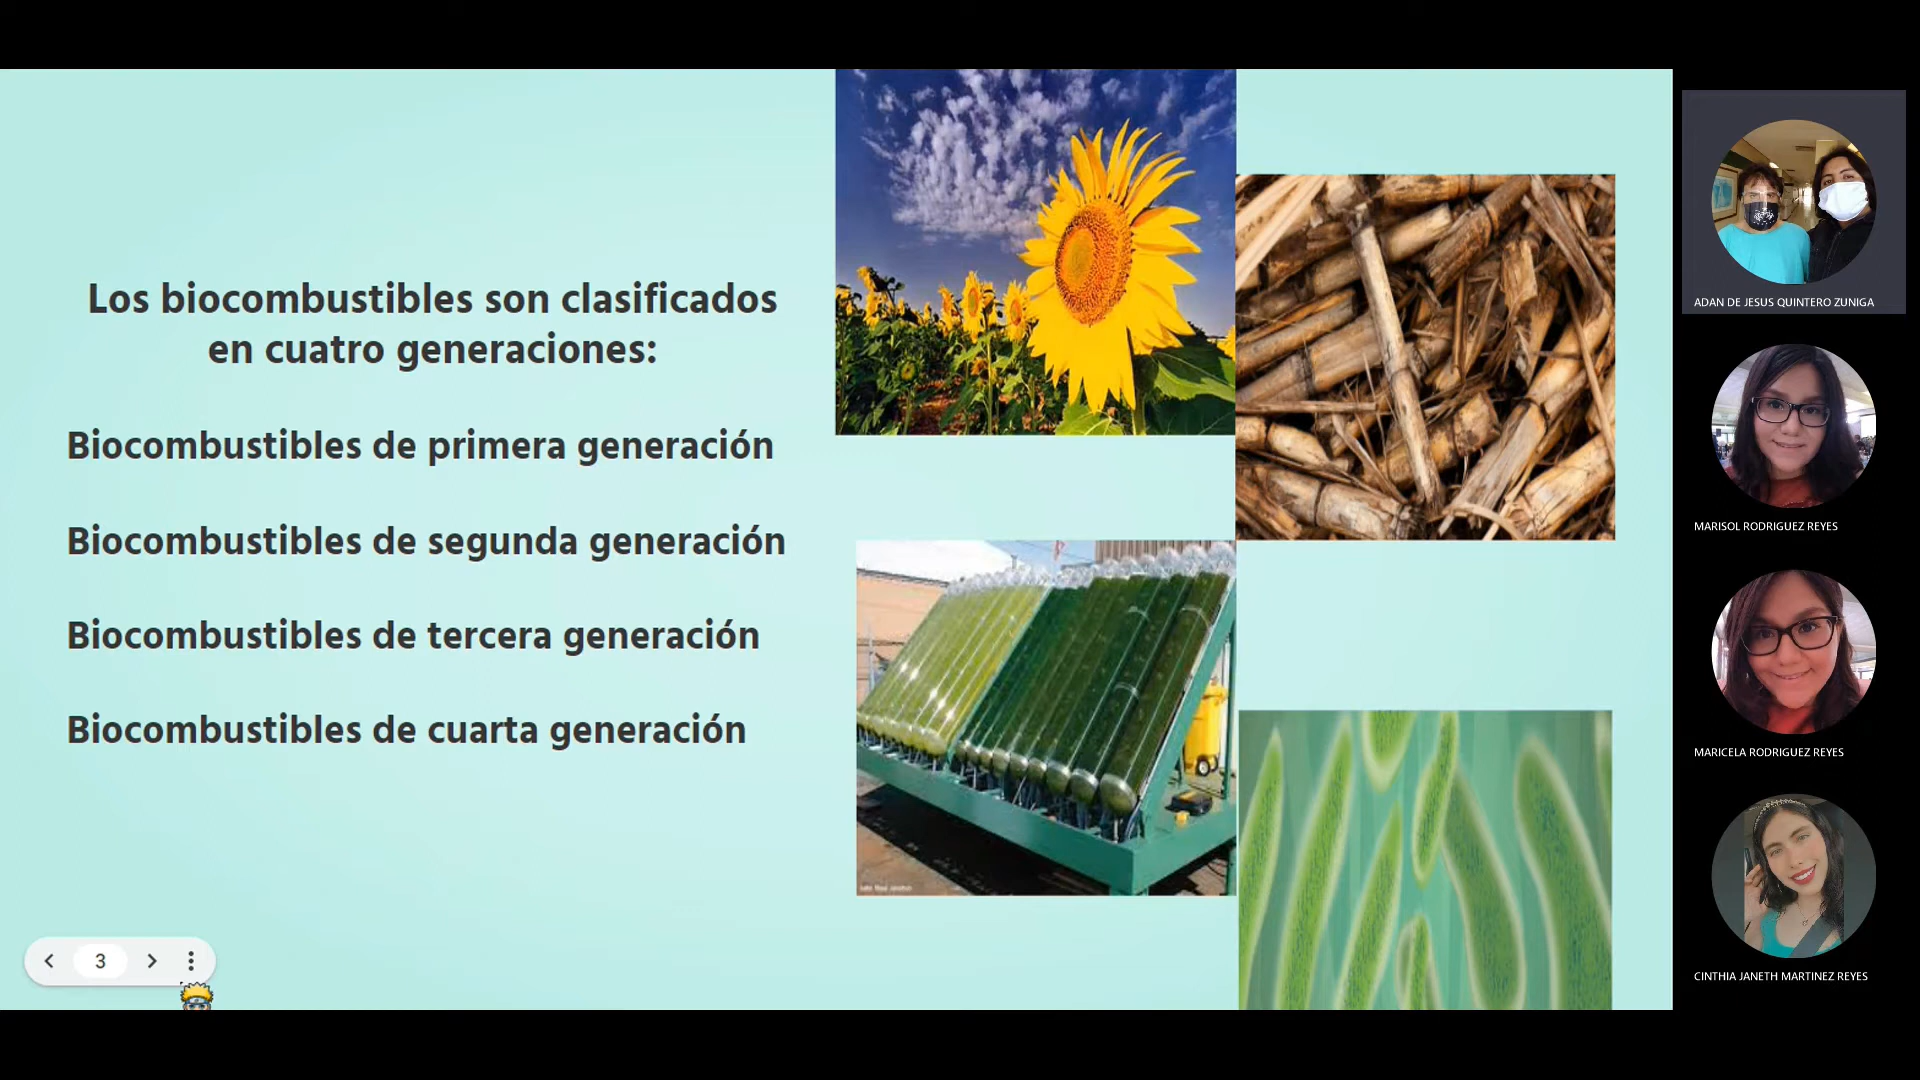 Los biocombustibles son clasificados
en cuatro generaciones:
Biocombustibles de primera generación
Biocombustibles de segunda generación
Biocombustibles de tercera generación
Biocombustibles de cuarta generación
3
ADAN DE JESUS QUINTERO ZUNIGA
MARISOL RODRIGUEZ REYES
MARICELA RODRIGUEZ REYES
CINTHIA JANETH MARTINEZ REYES